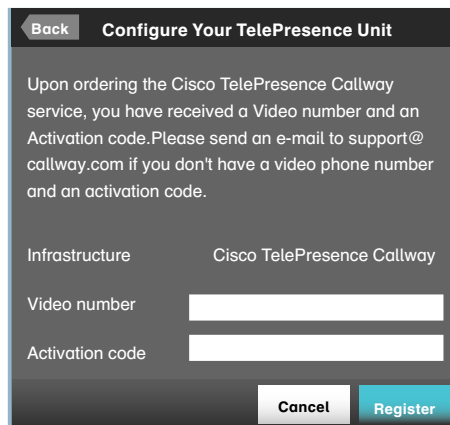 Back Configure Your TelePresence Unit
Upon ordering the Cisco TelePresence Callway
service, you have received a Video number and an
Activation code.Please send an e-mail to support@
callway.com if you don't have a video phone number
and an activation code.
Infrastructure Cisco TelePresence Callway
Video number
Activation code
Cancel Register